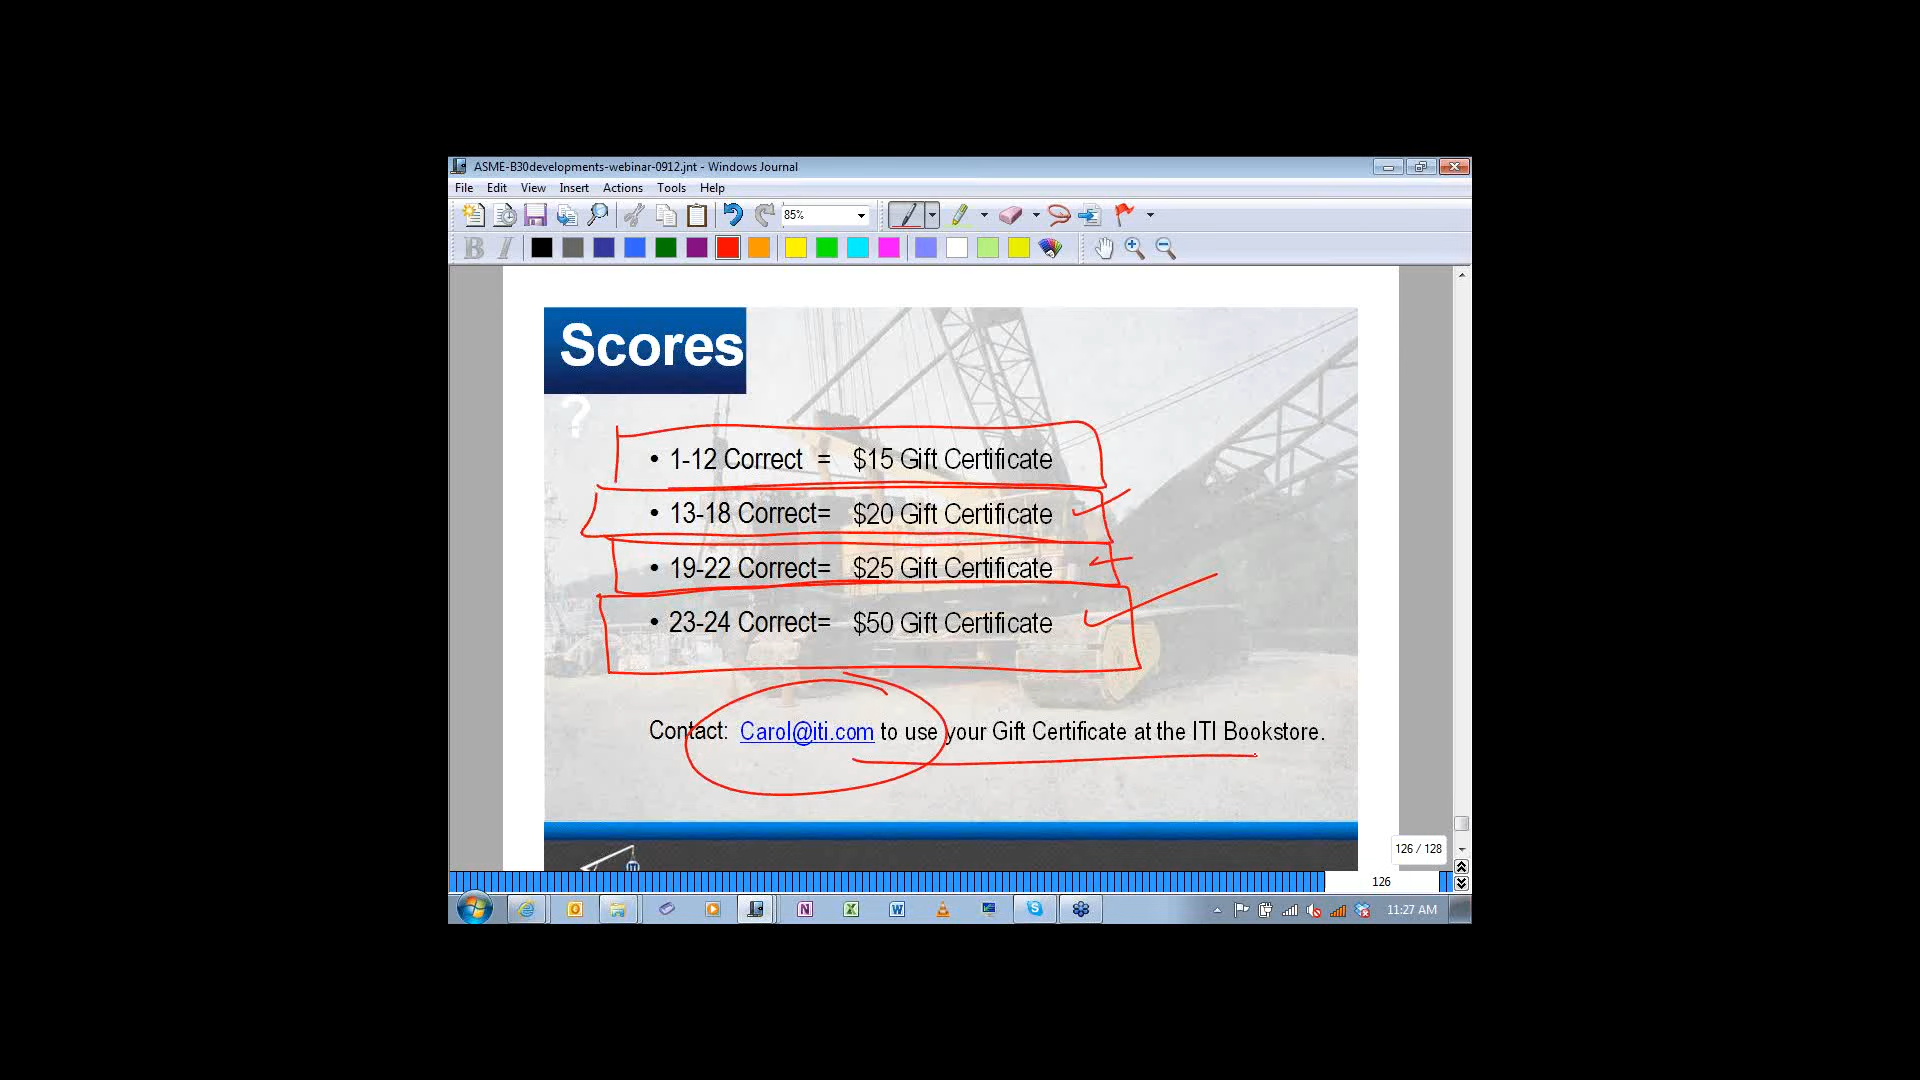 ASME-B30developments-webinar-0912.jnt - Windows Journal
File Edit View Insert Actions Tools Help
85%
B I
Scores
?
• 1-12 Correct = $15 Gift Certificate
• 13-18 Correct= $20 Gift Certificate
• 19-22 Correct= $25 Gift Certificate
• 23-24 Correct= $50 Gift Certificate
Contact: Carol@iti.com to use your Gift Certificate at the ITI Bookstore.
126 / 128
126
11:27 AM